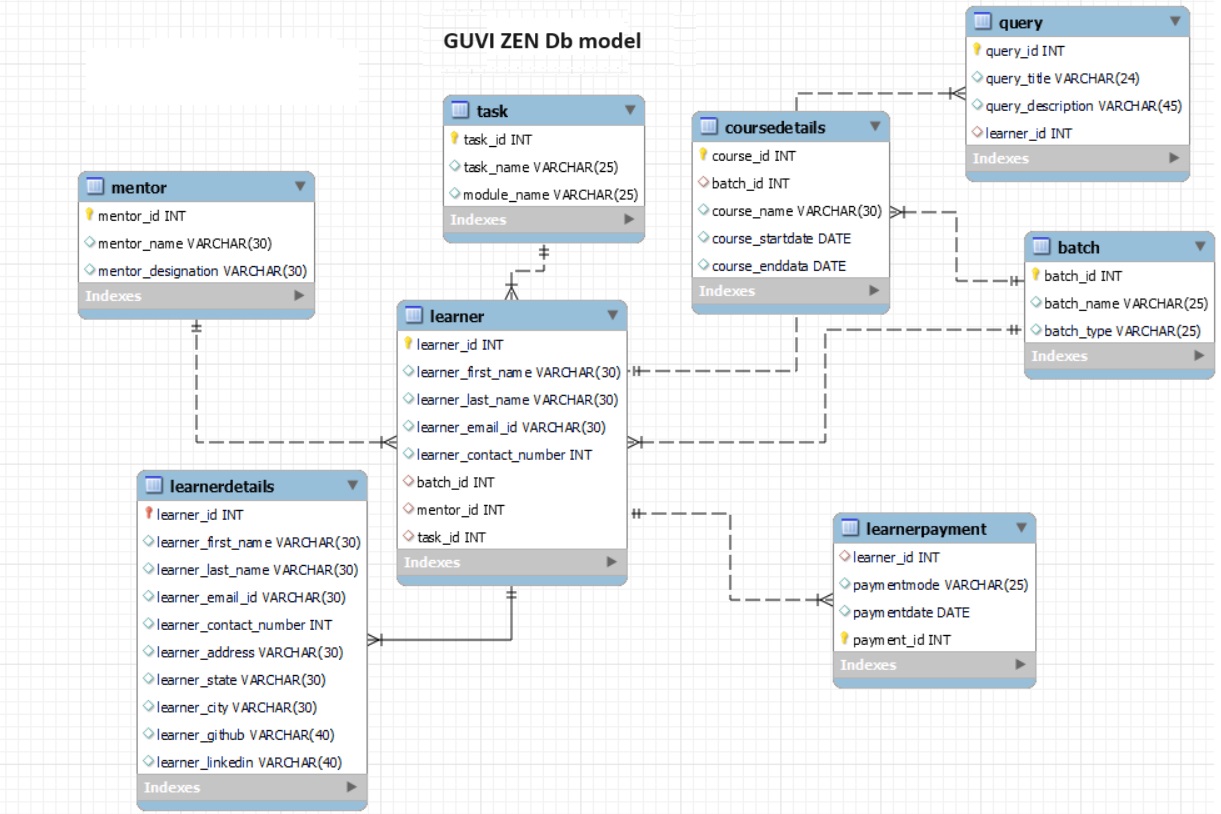 GUVI ZEN Db model
query
query_id INT
query_title VARCHAR(24)
query_description VARCHAR(45)
learner_id INT
Indexes
task
task_id INT
task_name VARCHAR(25)
module_name VARCHAR(25)
Indexes
coursedetails
course_id INT
batch_id INT
course_name VARCHAR(30)
course_startdate DATE
course_enddata DATE
Indexes
mentor
mentor_id INT
mentor_name VARCHAR(30)
mentor_designation VARCHAR(30)
Indexes
batch
batch_id INT
batch_name VARCHAR(25)
batch_type VARCHAR(25)
Indexes
learner
learner_id INT
learner_first_name VARCHAR(30)
learner_last_name VARCHAR(30)
learner_email_id VARCHAR(30)
learner_contact_number INT
batch_id INT
mentor_id INT
task_id INT
Indexes
learnerdetails
learner_id INT
learner_first_name VARCHAR(30)
learner_last_name VARCHAR(30)
learner_email_id VARCHAR(30)
learner_contact_number INT
learner_address VARCHAR(30)
learner_state VARCHAR(30)
learner_city VARCHAR(30)
learner_github VARCHAR(40)
learner_linkedin VARCHAR(40)
Indexes
learnerpayment
learner_id INT
paymentmode VARCHAR(25)
paymentdate DATE
payment_id INT
Indexes